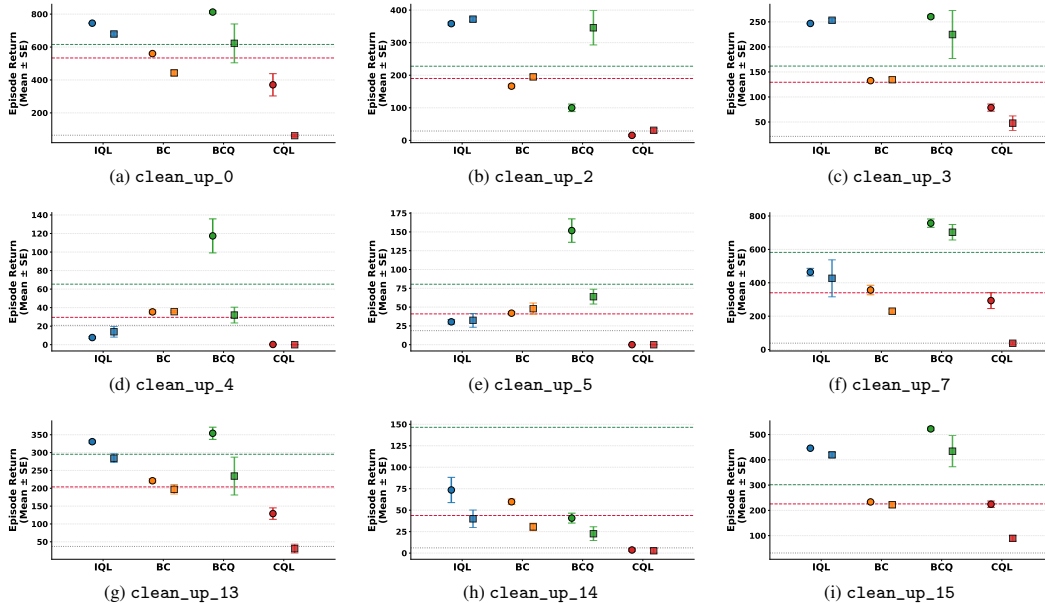 Episode Return
(Mean ± SE)
800
600
400
200
IQL BC BCQ CQL
(a) clean_up_0
Episode Return
(Mean ± SE)
400
300
200
100
0
IQL BC BCQ CQL
(b) clean_up_2
Episode Return
(Mean ± SE)
250
200
150
100
50
IQL BC BCQ CQL
(c) clean_up_3
Episode Return
(Mean ± SE)
140
120
100
80
60
40
20
0
IQL BC BCQ CQL
(d) clean_up_4
Episode Return
(Mean ± SE)
175
150
125
100
75
50
25
0
IQL BC BCQ CQL
(e) clean_up_5
Episode Return
(Mean ± SE)
800
600
400
200
0
IQL BC BCQ CQL
(f) clean_up_7
Episode Return
(Mean ± SE)
350
300
250
200
150
100
50
IQL BC BCQ CQL
(g) clean_up_13
Episode Return
(Mean ± SE)
150
125
100
75
50
25
0
IQL BC BCQ CQL
(h) clean_up_14
Episode Return
(Mean ± SE)
500
400
300
200
100
IQL BC BCQ CQL
(i) clean_up_15